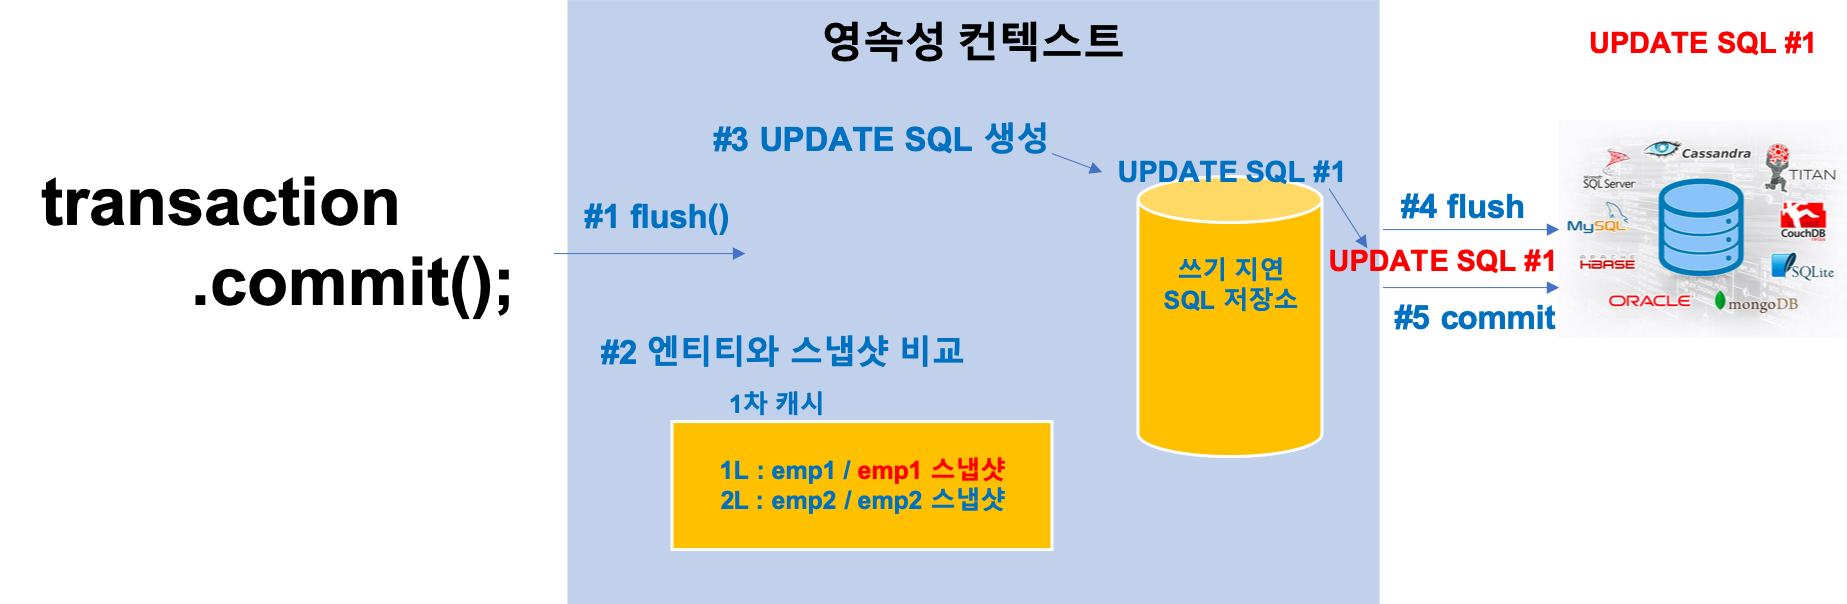 영속성 컨텍스트
UPDATE SQL #1
#3 UPDATE SQL 생성
UPDATE SQL #1
transaction
.commit();
#1 flush()
#4 flush
UPDATE SQL #1
#5 commit
쓰기 지연
SQL 저장소
#2 엔티티와 스냅샷 비교
1차 캐시
1L : emp1 / emp1 스냅샷
2L : emp2 / emp2 스냅샷
Cassandra
Microsoft
SQL Server
TITAN
MySQL
CouchDB
relax
APACHE
HBASE
SQLite
ORACLE
mongoDB